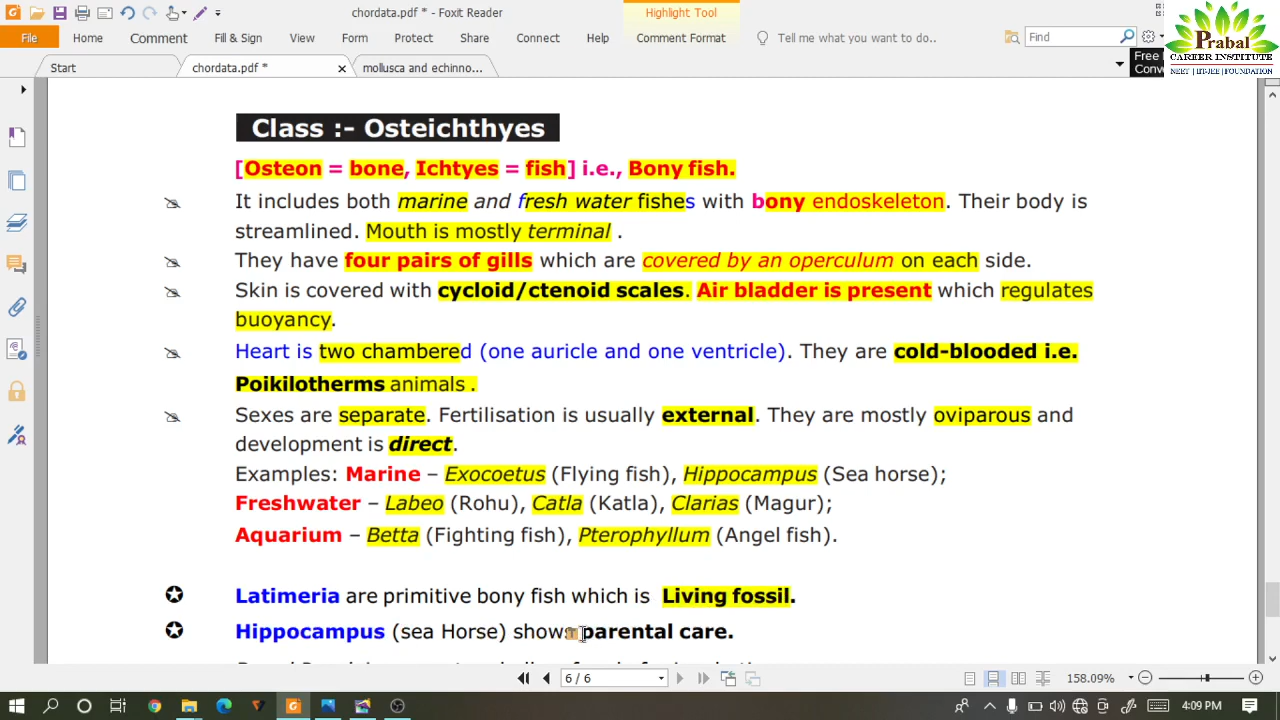 chordata.pdf * - Foxit Reader
Highlight Tool
File Home Comment Fill & Sign View Form Protect Share Connect Help Comment Format Tell me what you want to do.. Find
Prabal
CAREER INSTITUTE
NEET | IIT-JEE | FOUNDATION
Start chordata.pdf * mollusca and echinno...
Free
Conv
Class :- Osteichthyes
[Osteon = bone, Ichtyes = fish] i.e., Bony fish.
It includes both marine and fresh water fishes with bony endoskeleton. Their body is
streamlined. Mouth is mostly terminal .
They have four pairs of gills which are covered by an operculum on each side.
Skin is covered with cycloid/ctenoid scales. Air bladder is present which regulates
buoyancy.
Heart is two chambered (one auricle and one ventricle). They are cold-blooded i.e.
Poikilotherms animals .
Sexes are separate. Fertilisation is usually external. They are mostly oviparous and
development is direct.
Examples: Marine – Exocoetus (Flying fish), Hippocampus (Sea horse);
Freshwater – Labeo (Rohu), Catla (Katla), Clarias (Magur);
Aquarium – Betta (Fighting fish), Pterophyllum (Angel fish).
Latimeria are primitive bony fish which is Living fossil.
Hippocampus (sea Horse) shows parental care.
6 / 6
158.09%
4:09 PM